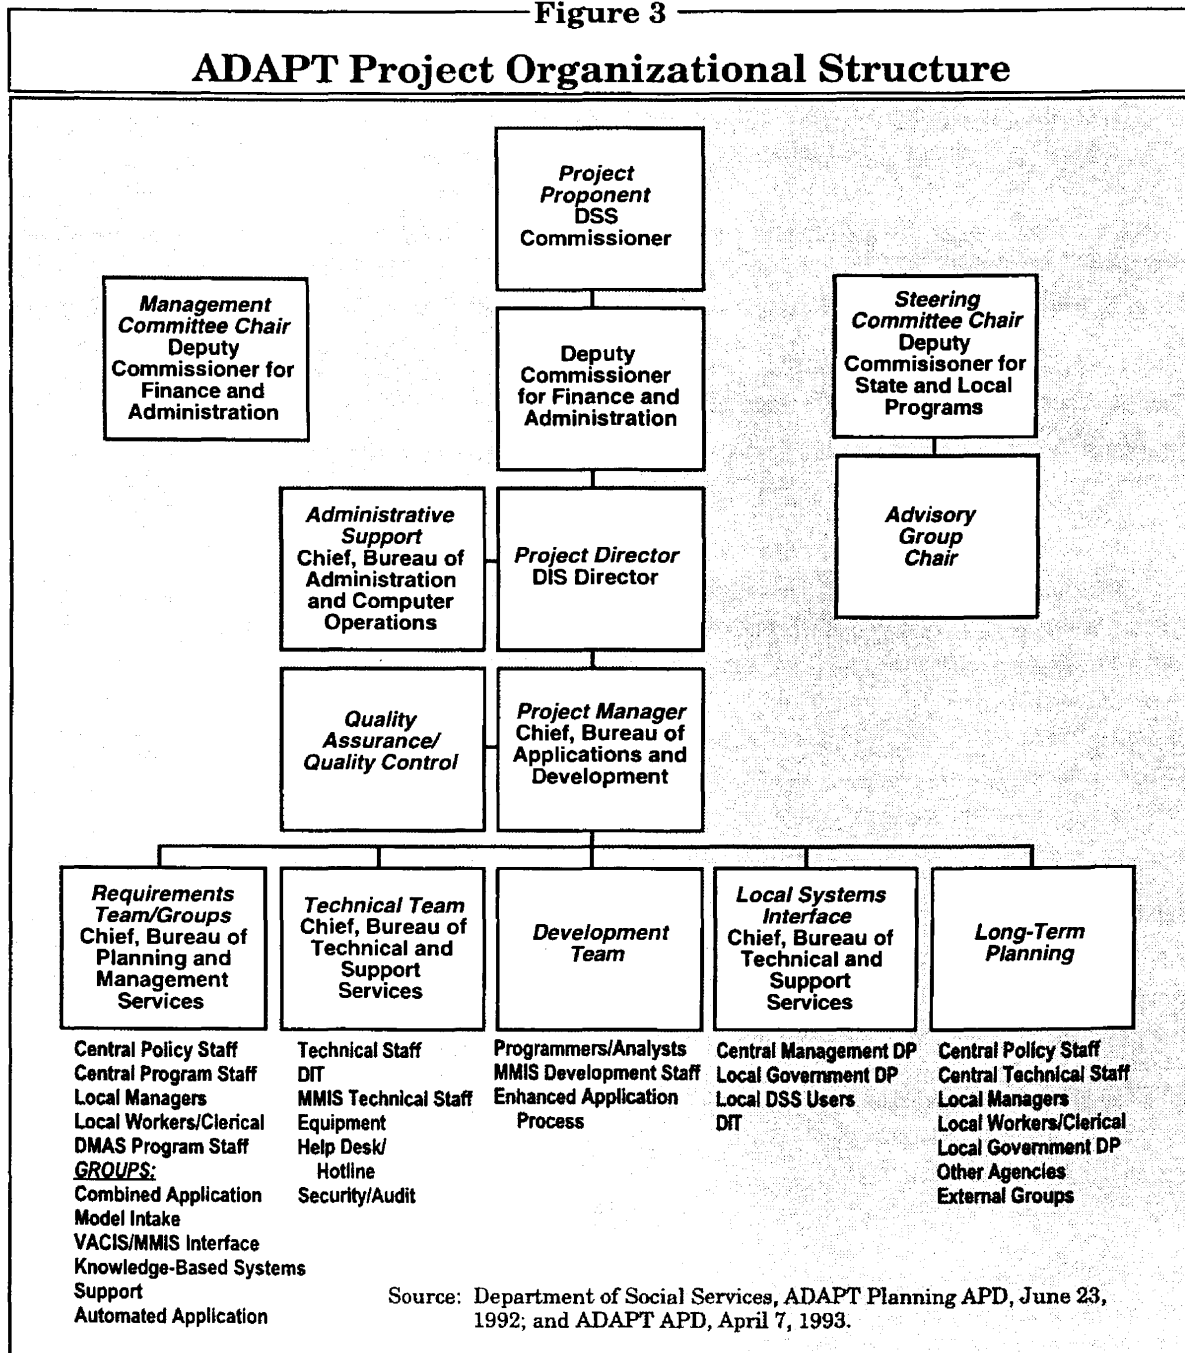 Figure 3
ADAPT Project Organizational Structure
Project
Proponent
DSS
Commissioner
Management
Committee Chair
Deputy
Commissioner for
Finance and
Administration
Deputy
Commissioner
for Finance and
Administration
Steering
Committee Chair
Deputy
Commisisoner for
State and Local
Programs
Administrative
Support
Chief, Bureau of
Administration
and Computer
Operations
Project Director
DIS Director
Advisory
Group
Chair
Quality
Assurance/
Quality Control
Project Manager
Chief, Bureau of
Applications and
Development
Requirements
Team/Groups
Chief, Bureau of
Planning and
Management
Services
Technical Team
Chief, Bureau of
Technical and
Support
Services
Development
Team
Local Systems
Interface
Chief, Bureau of
Technical and
Support
Services
Long-Term
Planning
Central Policy Staff
Central Program Staff
Local Managers
Local Workers/Clerical
DMAS Program Staff
GROUPS:
Combined Application
Model Intake
VACIS/MMIS Interface
Knowledge-Based Systems
Support
Automated Application
Technical Staff
DIT
MMIS Technical Staff
Equipment
Help Desk/
Hotline
Security/Audit
Programmers/Analysts
MMIS Development Staff
Enhanced Application
Process
Central Management DP
Local Government DP
Local DSS Users
DIT
Central Policy Staff
Central Technical Staff
Local Managers
Local Workers/Clerical
Local Government DP
Other Agencies
External Groups
Source: Department of Social Services, ADAPT Planning APD, June 23,
1992; and ADAPT APD, April 7, 1993.